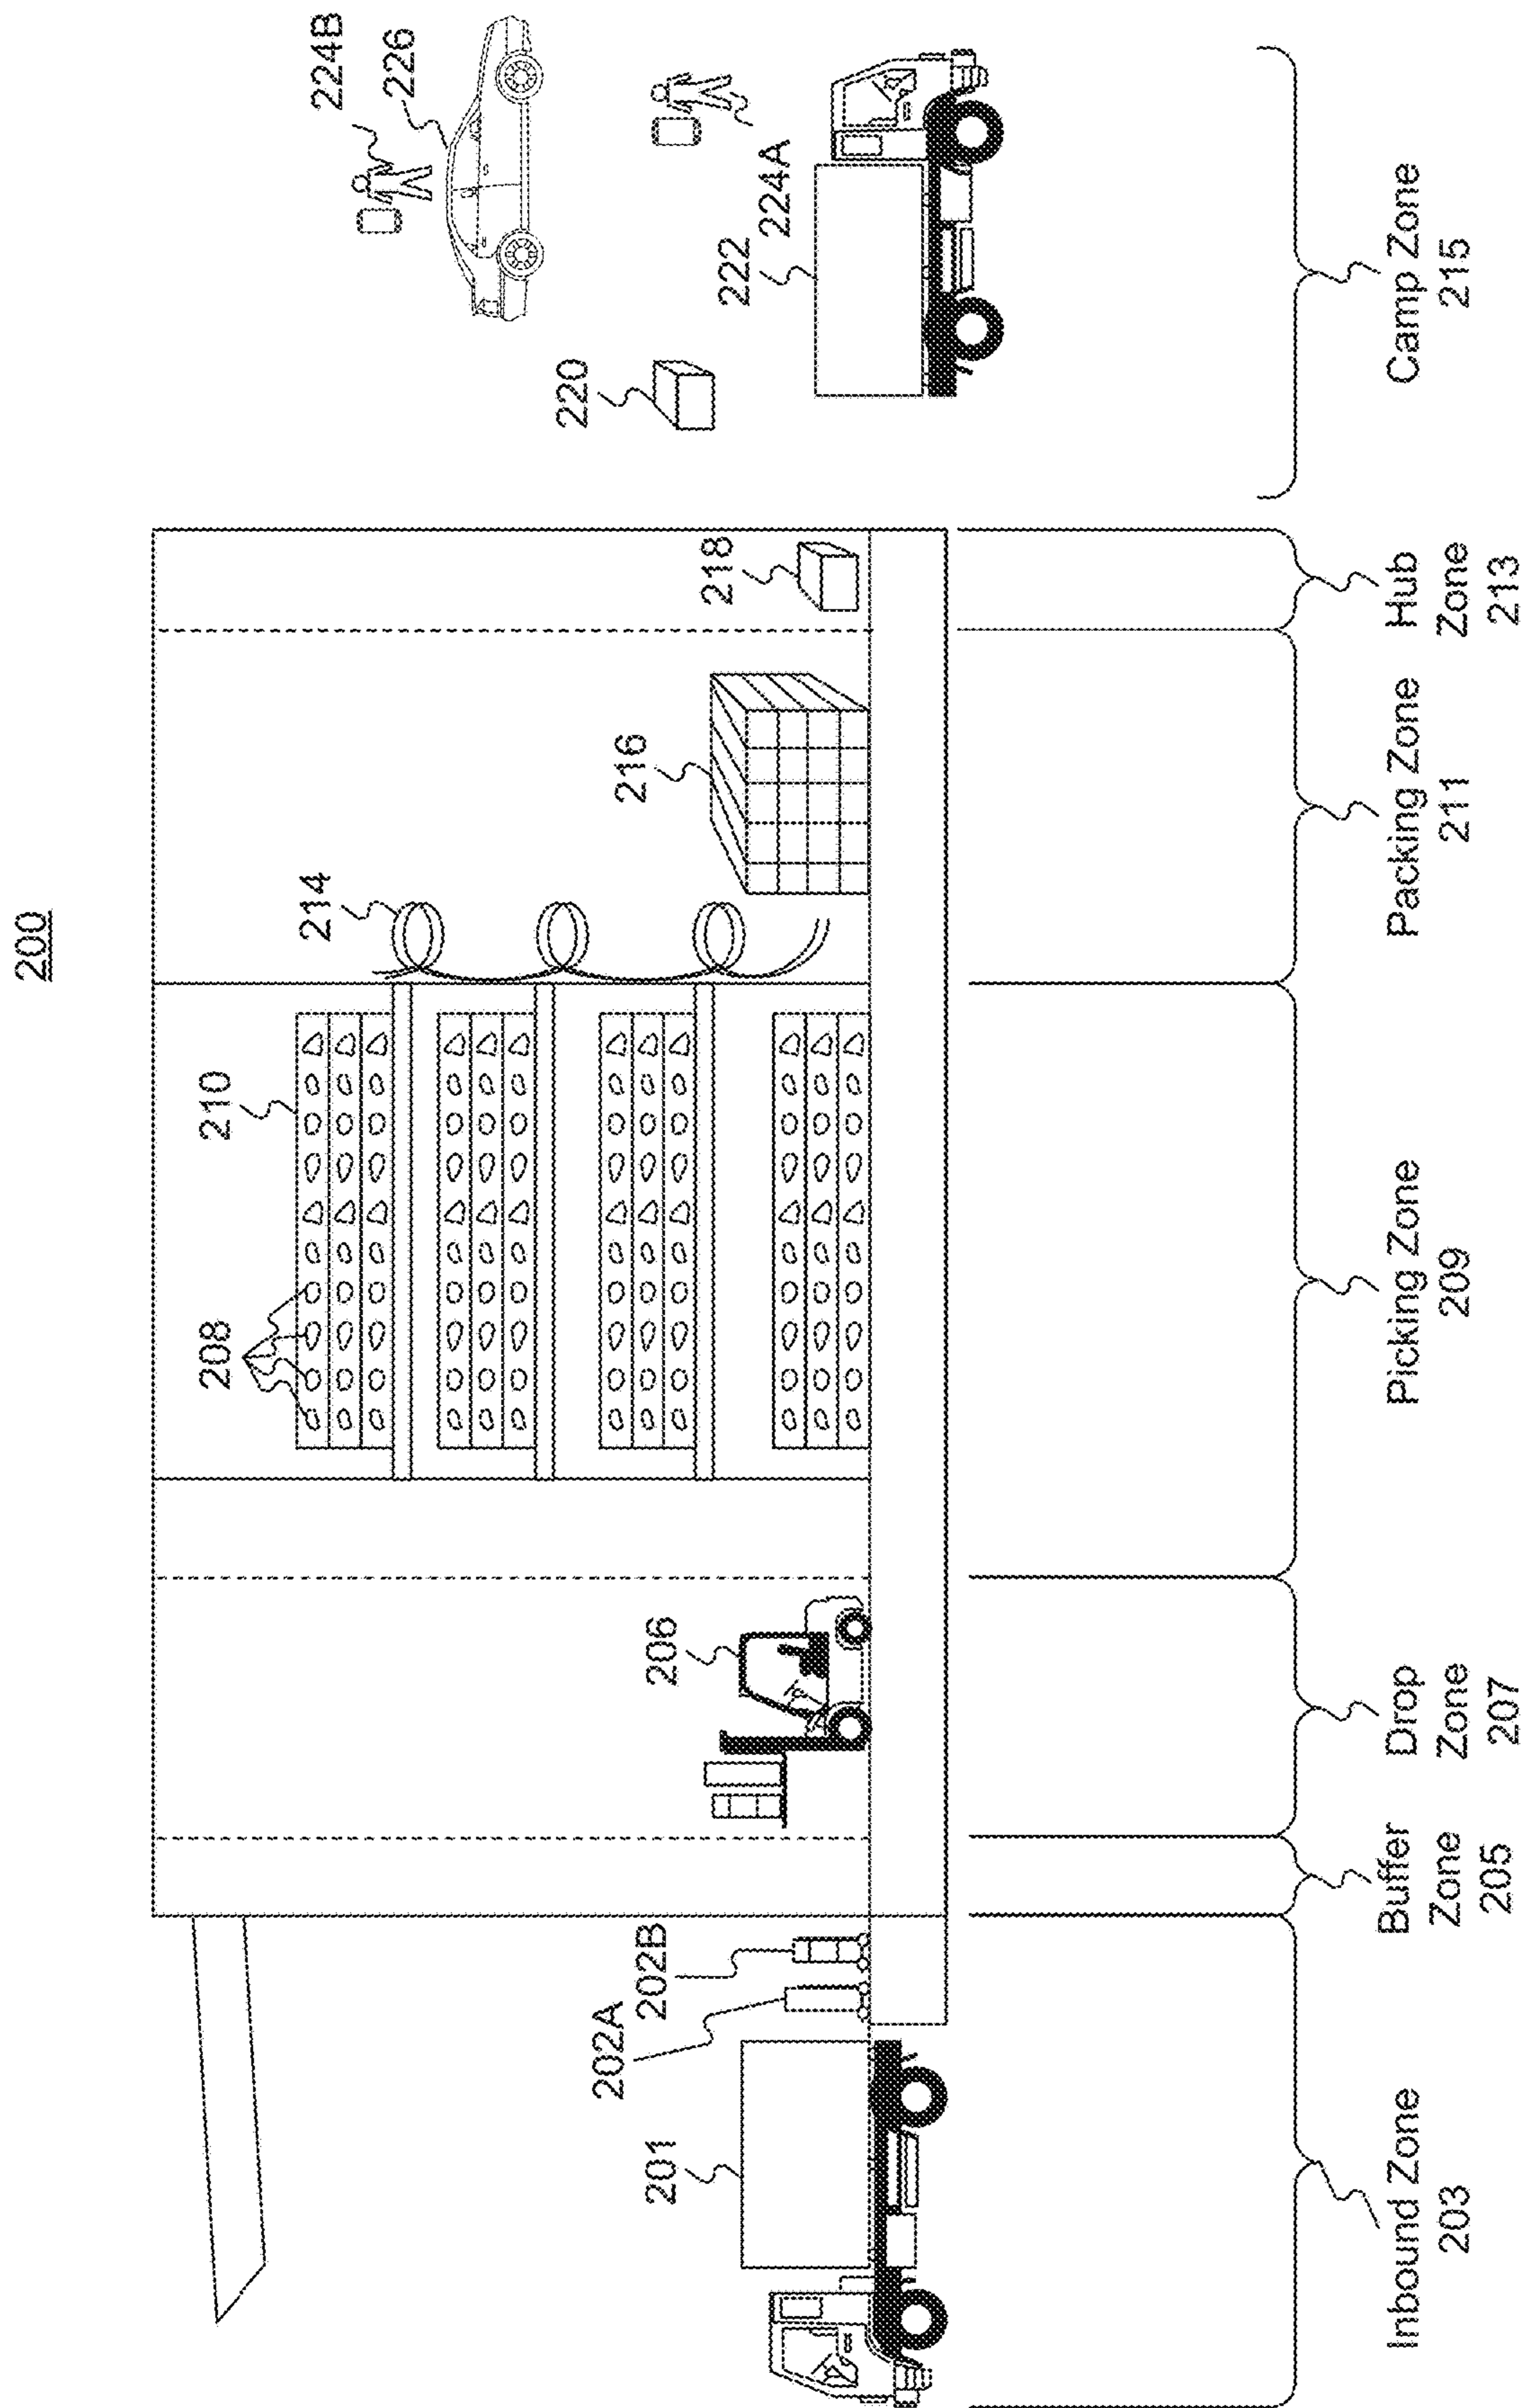 200
224B
226
224A
222
220
218
216
214
210
208
206
202B
202A
201
Inbound Zone
203
Buffer
Zone
205
Drop
Zone
207
Picking Zone
209
Packing Zone
211
Hub
Zone
213
Camp Zone
215